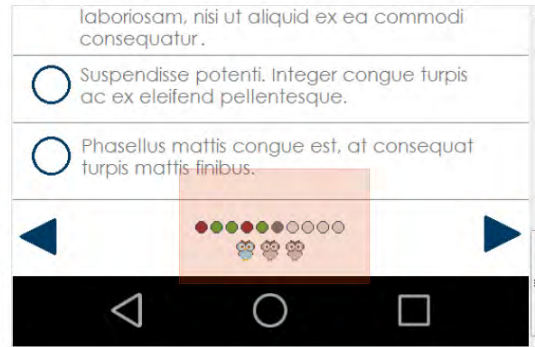 laboriosam, nisi ut aliquid ex ea commodi
consequatur.
Suspendisse potenti. Integer congue turpis
ac ex eleifend pellentesque.
Phasellus mattis congue est, at consequat
turpis mattis finibus.